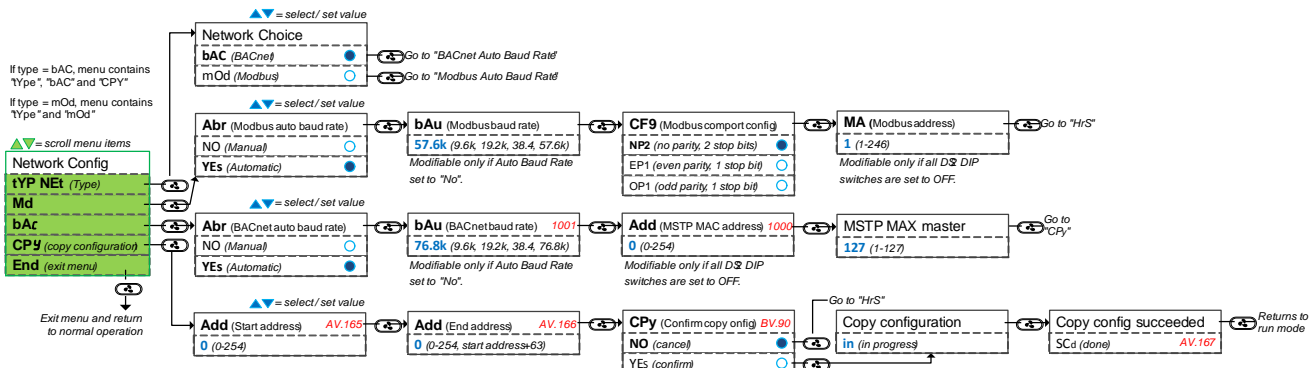 ▲▼ = select / set value
Network Choice
bAC (BACnet)
Go to "BACnet Auto Baud Rate"
mOd (Modbus)
Go to "Modbus Auto Baud Rate"
If type = bAC, menu contains
"tYpe", "bAC" and "CPY"
If type = mOd, menu contains
"tYpe" and "mOd"
▲▼ = scroll menu items
Network Config
tYP NEt (Type)
Md
bAc
CPy (copy configuration)
End (exit menu)
Exit menu and return
to normal operation
▲▼ = select / set value
Abr (Modbus auto baud rate)
NO (Manual)
YEs (Automatic)
bAu (Modbus baud rate)
57.6k (9.6k, 19.2k, 38.4, 57.6k)
Modifiable only if Auto Baud Rate
set to "No".
CF9 (Modbus comport config)
NP2 (no parity, 2 stop bits)
EP1 (even parity, 1 stop bit)
OP1 (odd parity, 1 stop bit)
MA (Modbus address)
1 (1-246)
Modifiable only if all DS2 DIP
switches are set to OFF.
Go to "HrS"
▲▼ = select / set value
Abr (BACnet auto baud rate)
NO (Manual)
YEs (Automatic)
bAu (BACnet baud rate) 1001
76.8k (9.6k, 19.2k, 38.4, 76.8k)
Modifiable only if Auto Baud Rate
set to "No".
Add (MSTP MAC address) 1000
0 (0-254)
Modifiable only if all DS2 DIP
switches are set to OFF.
MSTP MAX master
127 (1-127)
Go to
"CPy"
▲▼ = select / set value
Add (Start address) AV.165
0 (0-254)
Add (End address) AV.166
0 (0-254, start address+63)
CPy (Confirm copy onfig) BV.90
NO (cancel)
YEs (confirm)
Go to "HrS"
Copy configuration
in (in progress)
Copy config succeeded
SCd (done) AV.167
Returns to
run mode